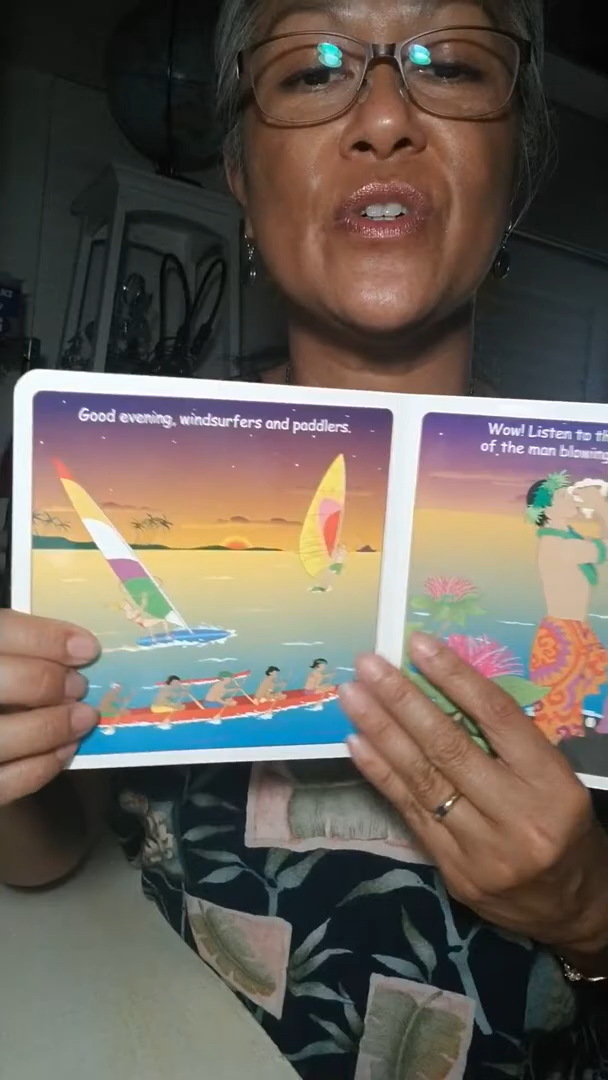 Good evening, windsurfers and paddlers.
Wow! Listen to
of the man blowing